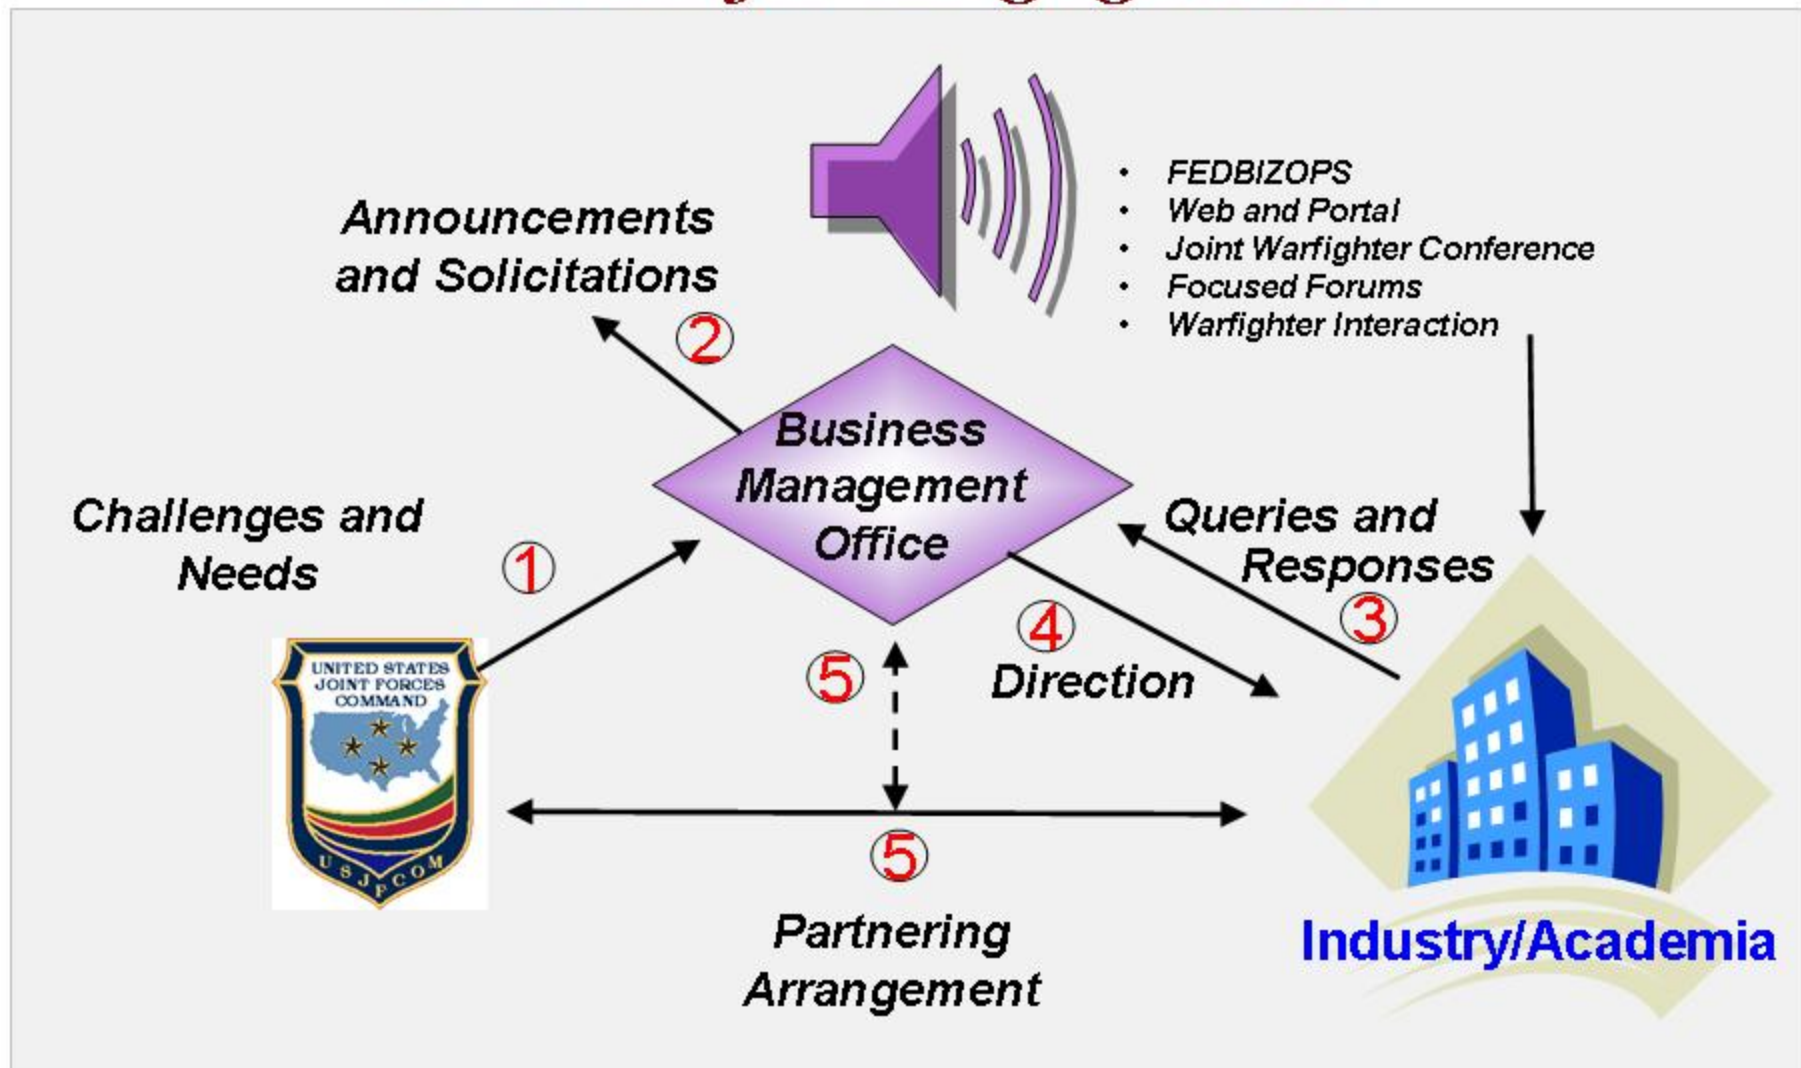 FEDBIZOPS
Web and Portal
Joint Warfighter Conference
Focused Forums
Warfighter Interaction
Announcements
and Solicitations
2
Business
Management
Office
Challenges and
Needs
1
Queries and
Responses
3
4
Direction
5
UNITED STATES
JOINT FORCES
COMMAND
USJFCOM
5
Partnering
Arrangement
Industry/Academia